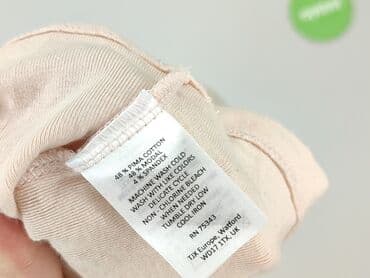 48 % PIMA COTTON
48 % MODAL
4 % SPANDEX
MACHINE WASH COLD
WASH WITH LIKE COLORS
DELICATE CYCLE
NON - CHLORINE BLEACH
WHEN NEEDED
TUMBLE DRY LOW
COOL IRON
RN 75343
TJX Europe, Watford
WD17 1TX, UK